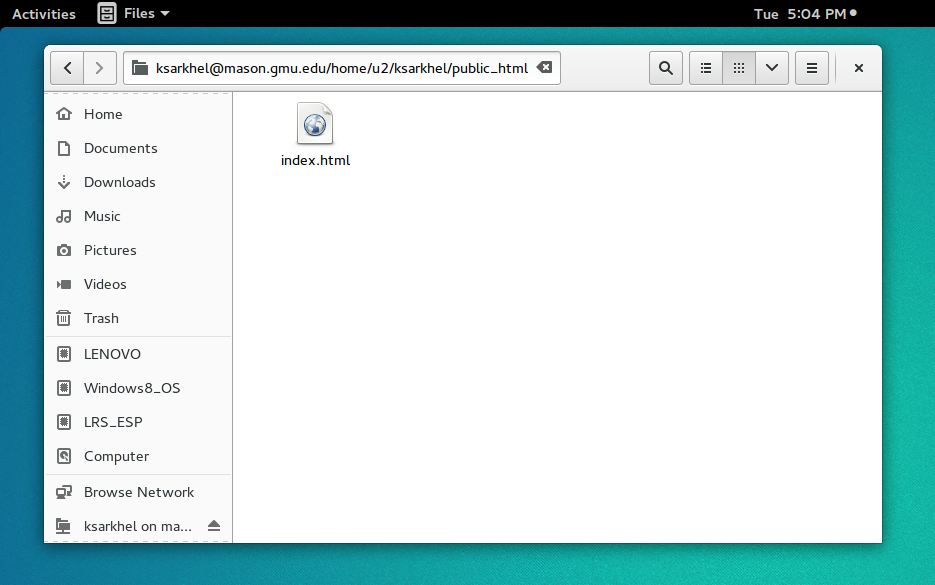 Activities Files Tue 5:04 PM
ksarkhel@mason.gmu.edu/home/u2/ksarkhel/public_html
Home
Documents
Downloads
Music
Pictures
Videos
Trash
LENOVO
Windows8_OS
LRS_ESP
Computer
Browse Network
ksarkhel on ma...
index.html